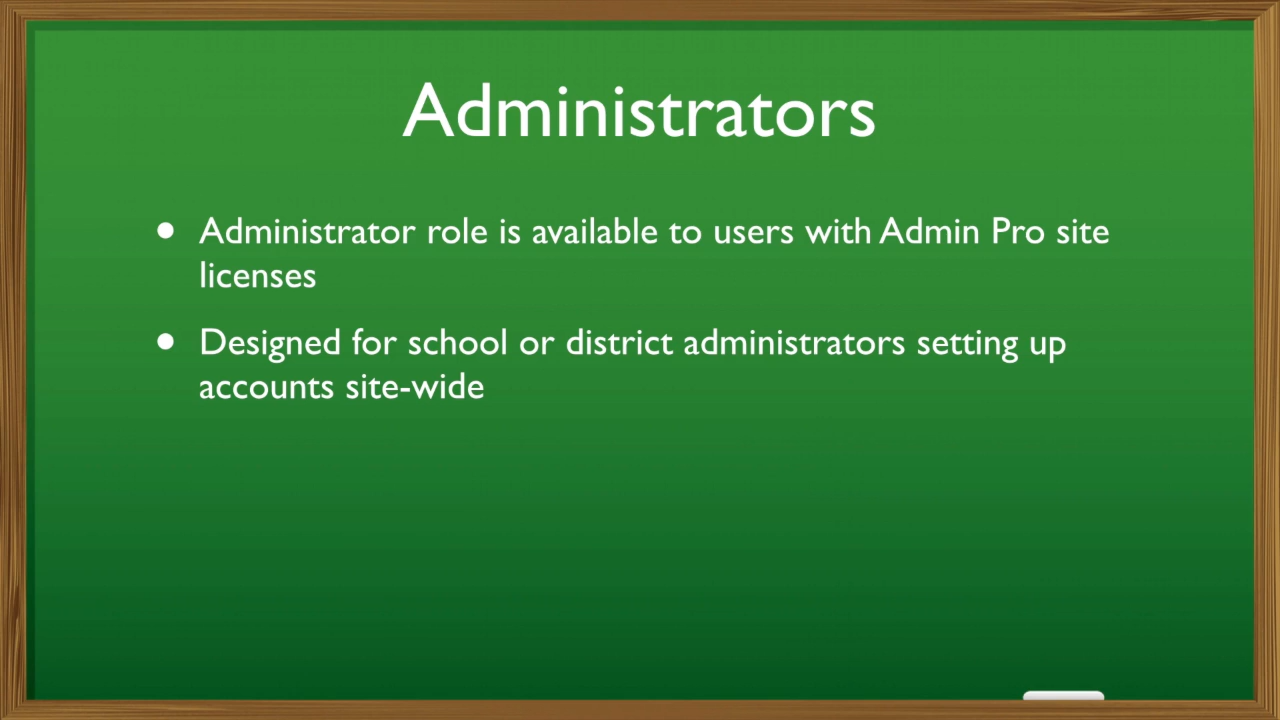 Administrators
• Administrator role is available to users with Admin Pro site
licenses
• Designed for school or district administrators setting up
accounts site-wide